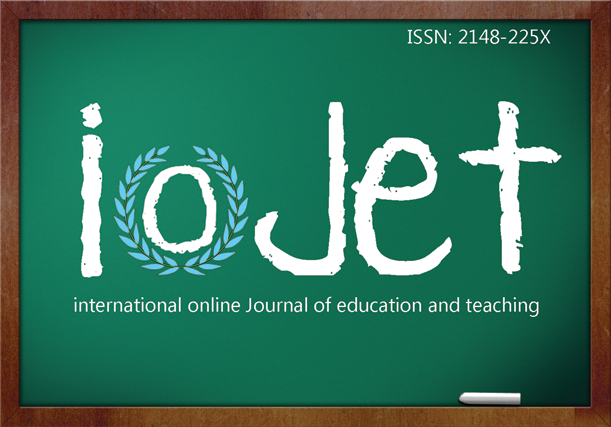 ISSN: 2148-225X
ioJet
international online Journal of education and teaching